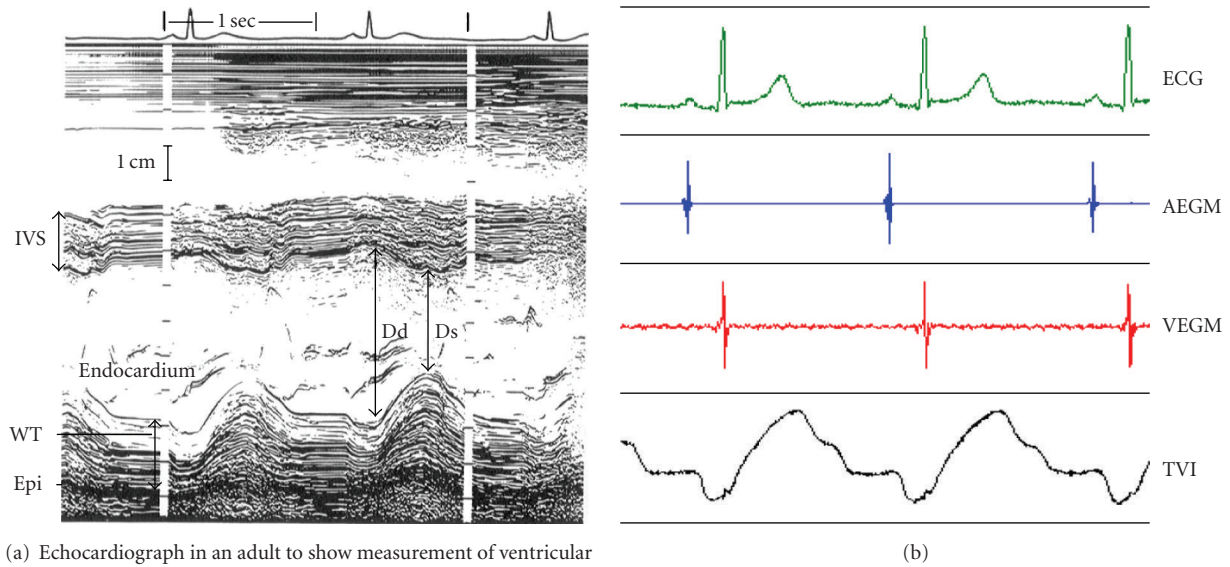 1 sec
1 cm
IVS
Dd
Ds
Endocardium
WT
Epi
(a) Echocardiograph in an adult to show measurement of ventricular
ECG
AEGM
VEGM
TVI
(b)